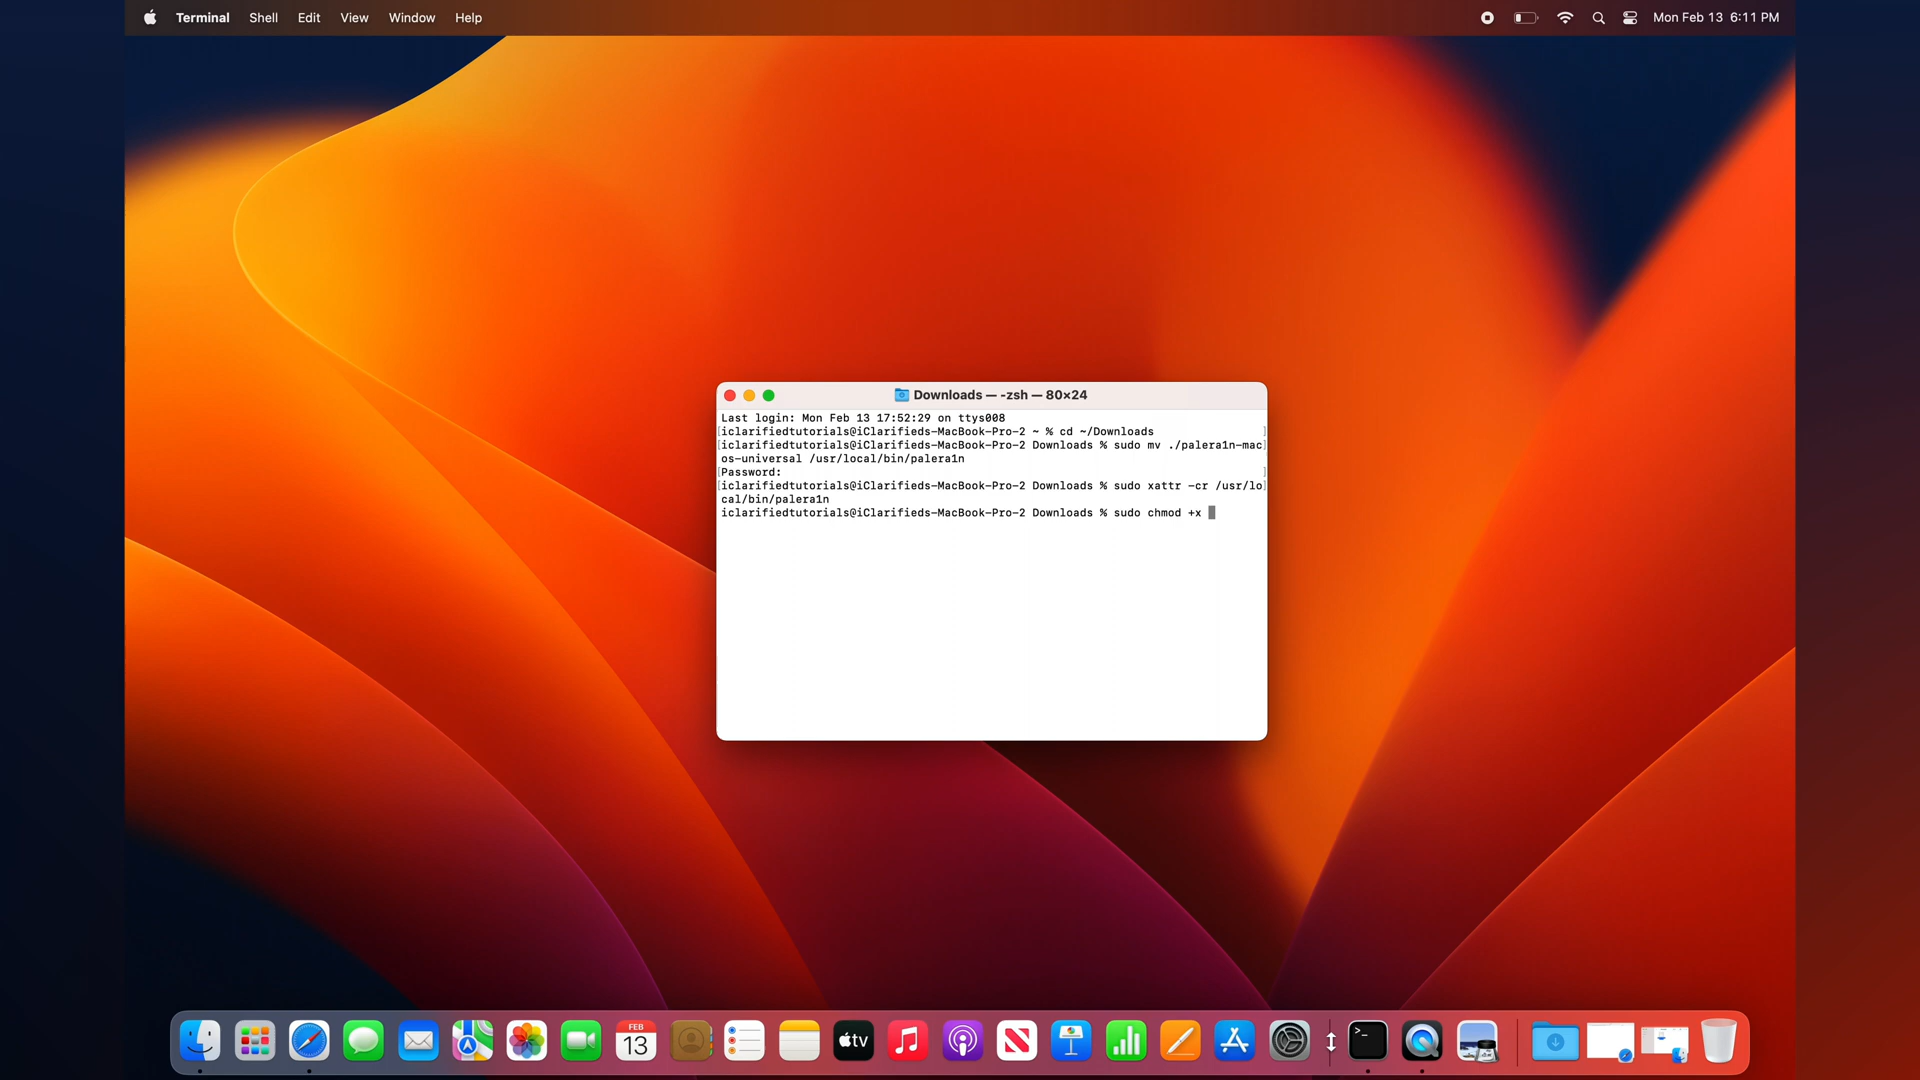 Terminal Shell Edit View Window Help Mon Feb 13 6:11 PM
Downloads — -zsh — 80×24
Last login: Mon Feb 13 17:52:29 on ttys008
[iclarifiedtutorials@iClarifieds-MacBook-Pro-2 ~ % cd ~/Downloads ]
[iclarifiedtutorials@iClarifieds-MacBook-Pro-2 Downloads % sudo mv ./palera1n-mac]
os-universal /usr/local/bin/palera1n
[Password: ]
[iclarifiedtutorials@iClarifieds-MacBook-Pro-2 Downloads % sudo xattr -cr /usr/lo]
cal/bin/palera1n
iclarifiedtutorials@iClarifieds-MacBook-Pro-2 Downloads % sudo chmod +x
FEB
13
tv
>_